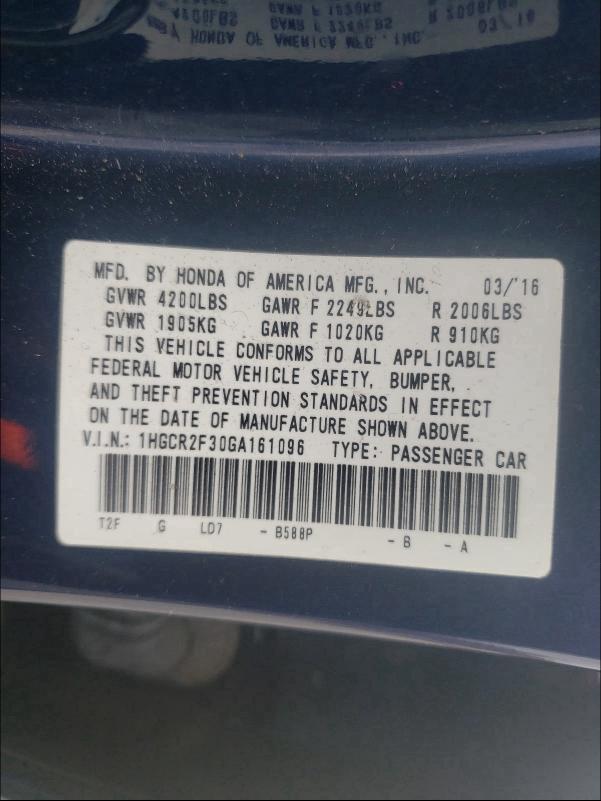 MFD. BY HONDA OF AMERICA MFG., INC. 03/'16
GVWR 4200LBS GAWR F 2249LBS R 2006LBS
GVWR 1905KG GAWR F 1020KG R 910KG
THIS VEHICLE CONFORMS TO ALL APPLICABLE
FEDERAL MOTOR VEHICLE SAFETY, BUMPER,
AND THEFT PREVENTION STANDARDS IN EFFECT
ON THE DATE OF MANUFACTURE SHOWN ABOVE.
V.I.N.: 1HGCR2F30GA161096 TYPE: PASSENGER CAR
T2F G LD7 - B588P - B - A